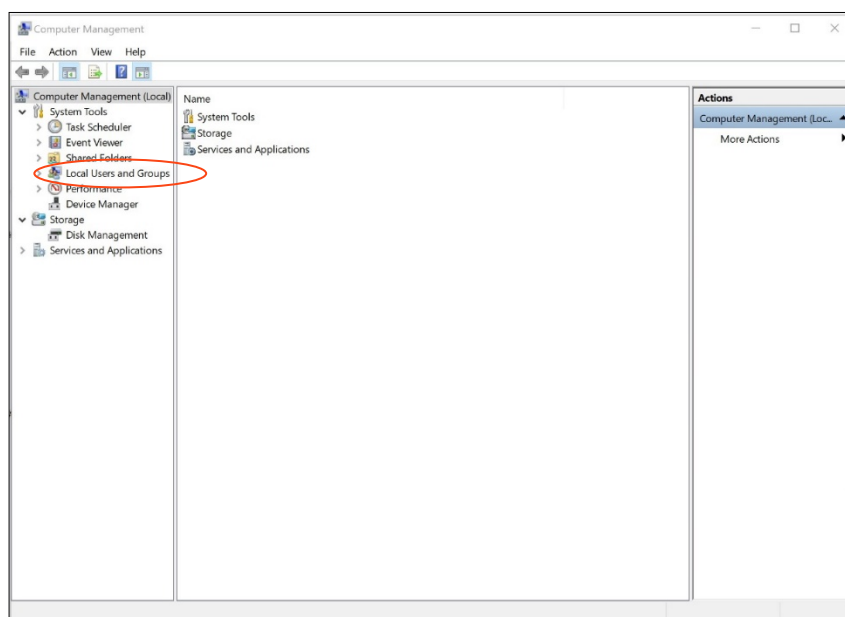 Computer Management
File Action View Help
Computer Management (Local)
System Tools
Task Scheduler
Event Viewer
Shared Folders
Local Users and Groups
Performance
Device Manager
Storage
Disk Management
Services and Applications
Name
System Tools
Storage
Services and Applications
Actions
Computer Management (Loc...
More Actions